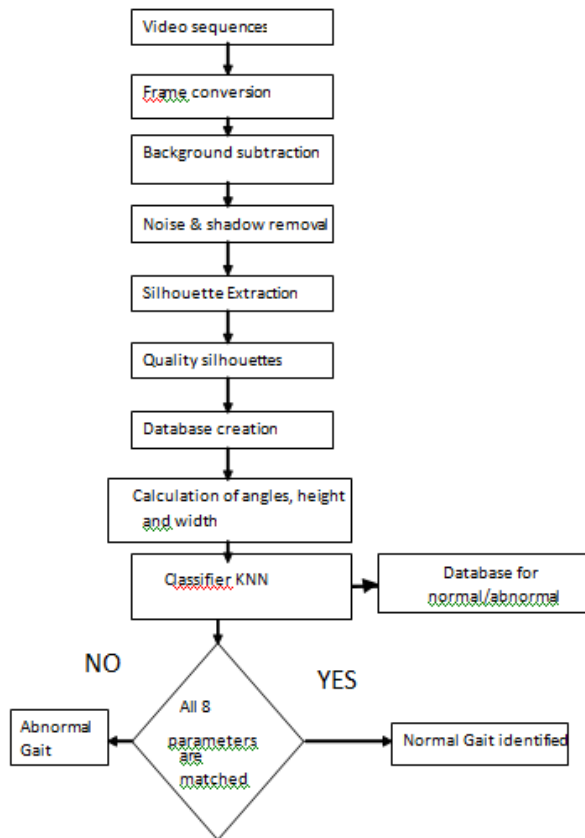 Video sequences
Frame conversion
Background subtraction
Noise & shadow removal
Silhouette Extraction
Quality silhouettes
Database creation
Calculation of angles, height
and width
Classifier KNN
Database for
normal/abnormal
NO
YES
All 8
parameters
are
matched
Abnormal
Gait
Normal Gait identified